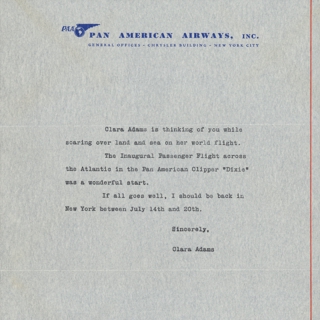 PAA
PAN AMERICAN AIRWAYS, INC.
GENERAL OFFICES - CHRYSLER BUILDING - NEW YORK CITY
Clara Adams is thinking of you while
soaring over land and sea on her world flight.
The Inaugural Passenger Flight across
the Atlantic in the Pan American Clipper "Dixie"
was a wonderful start.
If all goes well, I should be back in
New York between July 14th and 20th.
Sincerely,
Clara Adams